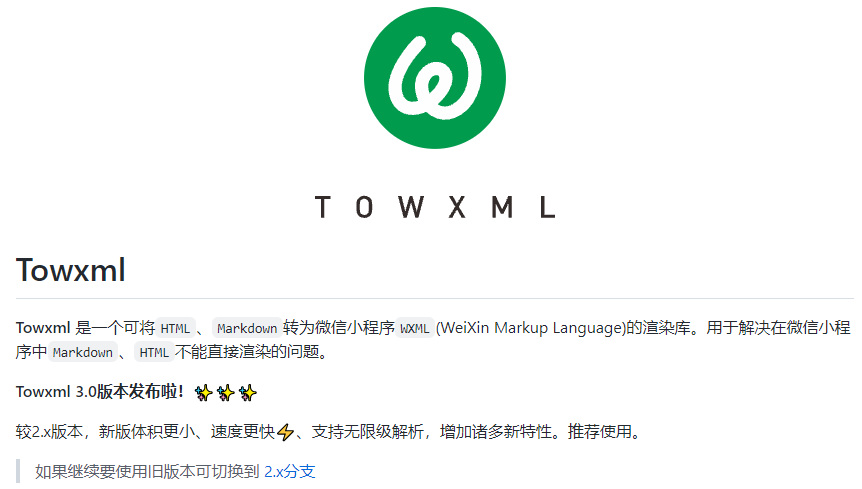 TOWXML
Towxml
Towxml 是一个可将 HTML 、 Markdown 转为微信小程序 WXML (WeiXin Markup Language)的渲染库。用于解决在微信小程
序中 Markdown 、 HTML 不能直接渲染的问题。
Towxml 3.0版本发布啦！✨✨✨
较2.x版本，新版体积更小、速度更快⚡、支持无限级解析，增加诸多新特性。推荐使用。
如果继续要使用旧版本可切换到 2.x分支